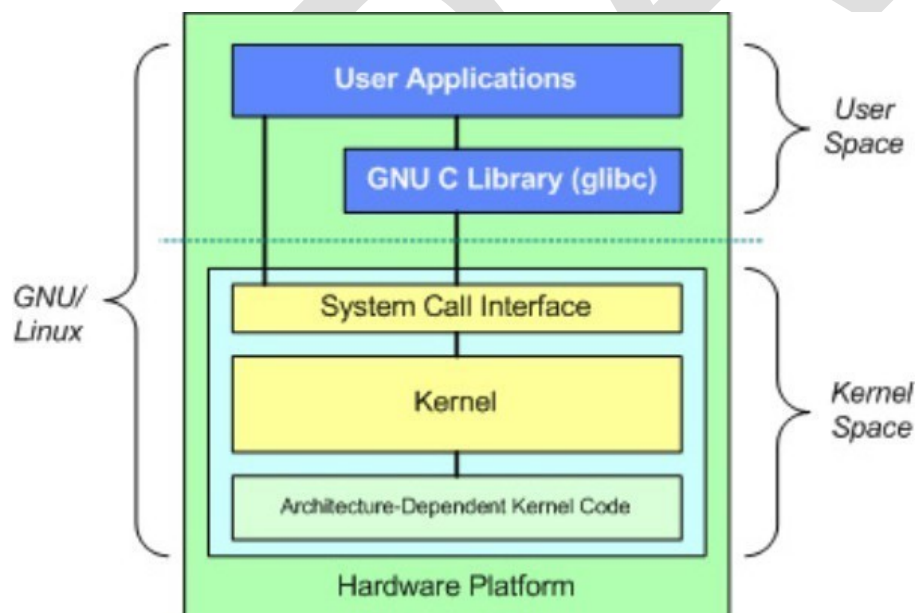 User Applications
GNU C Library (glibc)
User
Space
GNU/
Linux
System Call Interface
Kernel
Architecture-Dependent Kernel Code
Kernel
Space
Hardware Platform